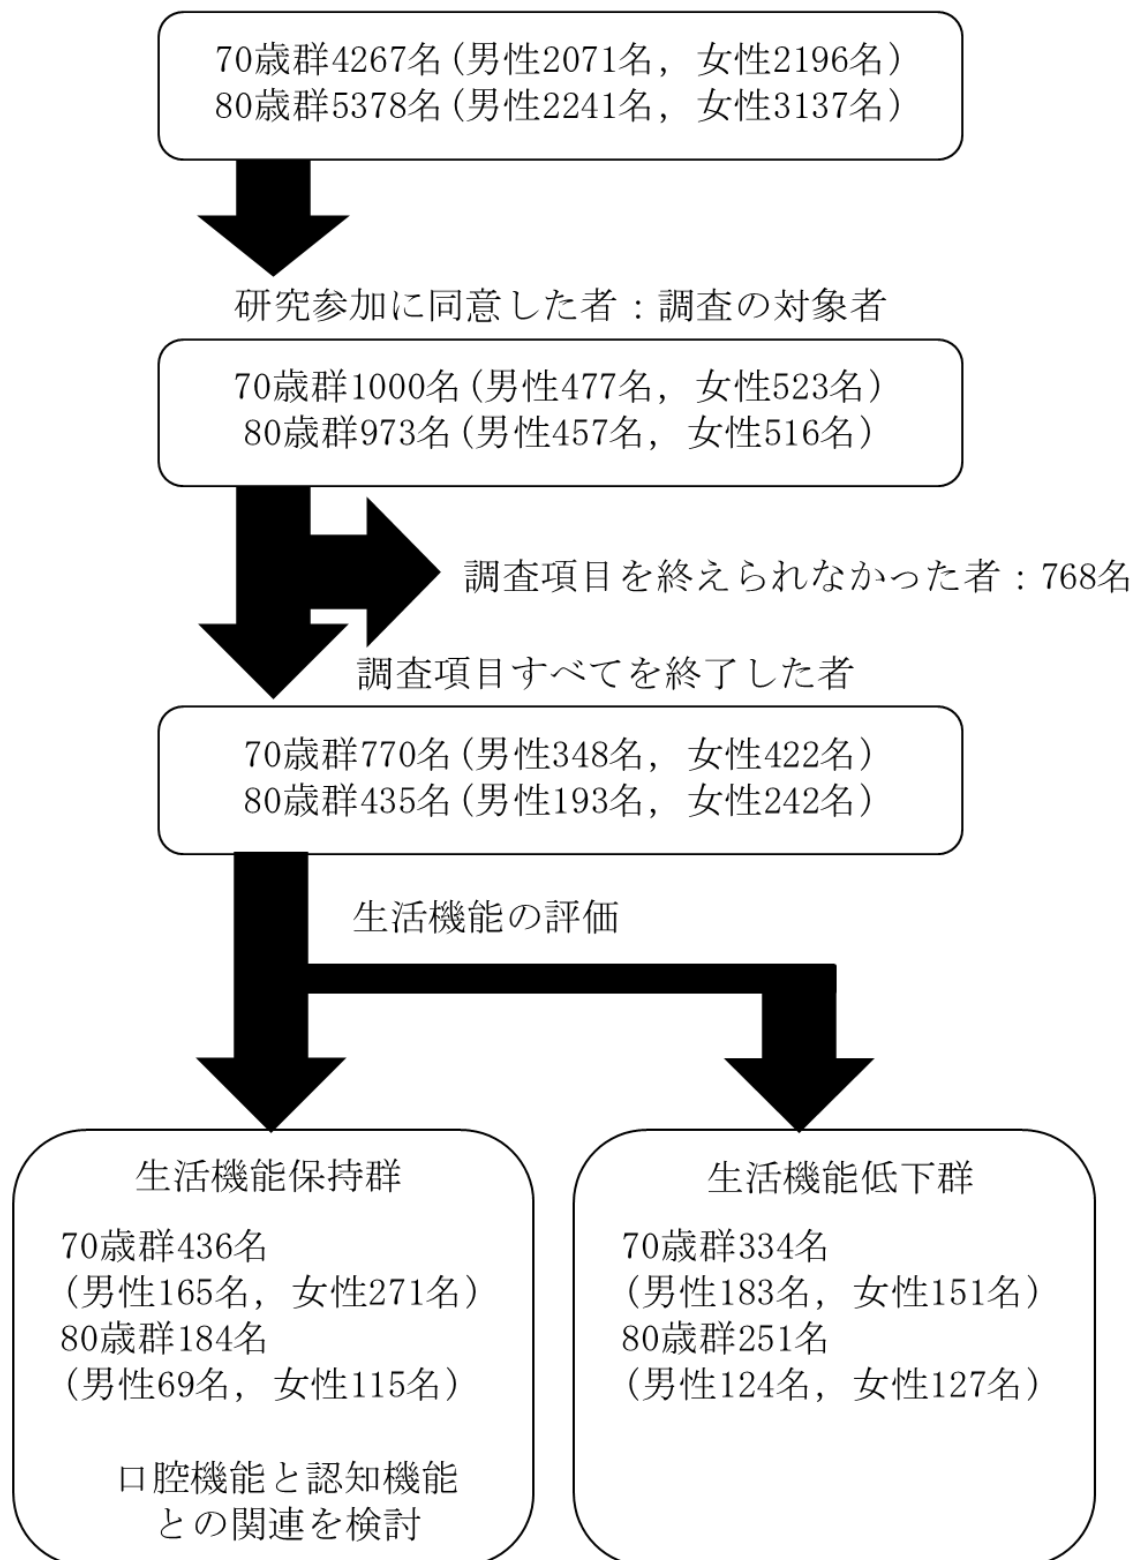 70歳群4267名(男性2071名, 女性2196名)
80歳群5378名(男性2241名, 女性3137名)
研究参加に同意した者：調査の対象者
70歳群1000名(男性477名, 女性523名)
80歳群973名(男性457名, 女性516名)
調査項目を終えられなかった者：768名
調査項目すべてを終了した者
70歳群770名(男性348名, 女性422名)
80歳群435名(男性193名, 女性242名)
生活機能の評価
生活機能保持群
70歳群436名
(男性165名, 女性271名)
80歳群184名
(男性69名, 女性115名)
口腔機能と認知機能
との関連を検討
生活機能低下群
70歳群334名
(男性183名, 女性151名)
80歳群251名
(男性124名, 女性127名)